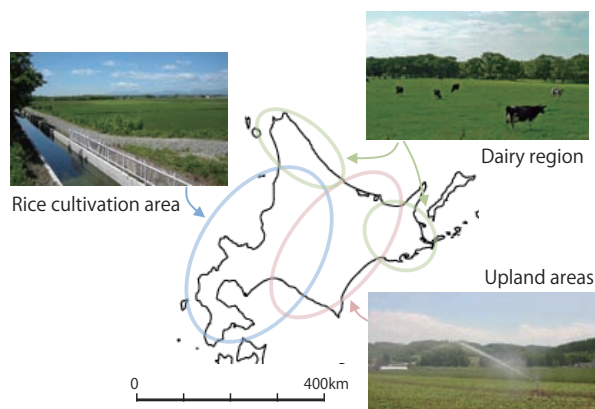 Dairy region
Rice cultivation area
Upland areas
0
400km